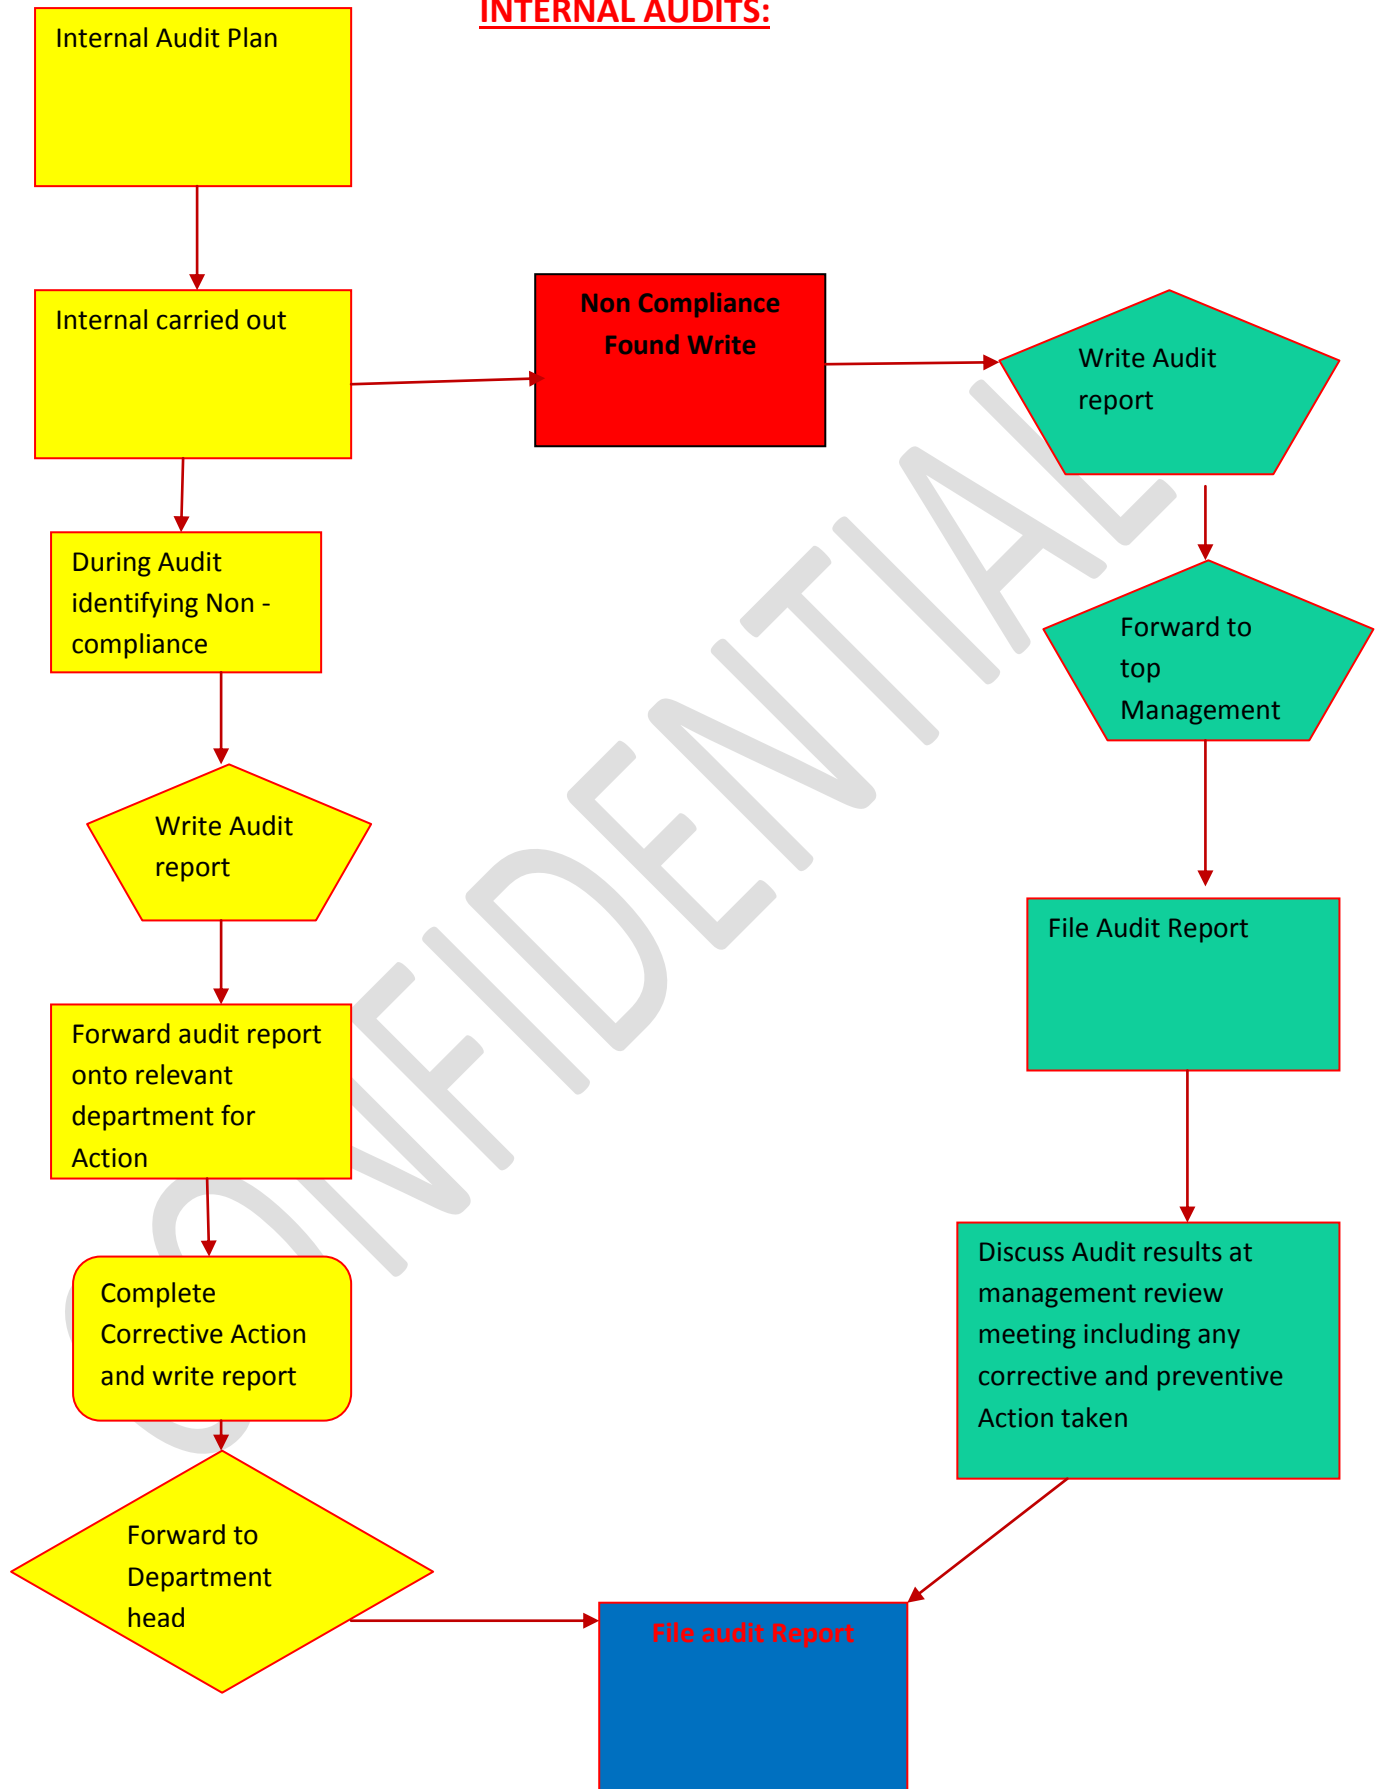 INTERNAL AUDITS:
Internal Audit Plan
Internal carried out
Non Compliance
Found Write
Write Audit
report
During Audit
identifying Non -
compliance
Forward to
top
Management
Write Audit
report
File Audit Report
Forward audit report
onto relevant
department for
Action
Complete
Corrective Action
and write report
Discuss Audit results at
management review
meeting including any
corrective and preventive
Action taken
Forward to
Department
head
File audit Report
CONFIDENTIAL